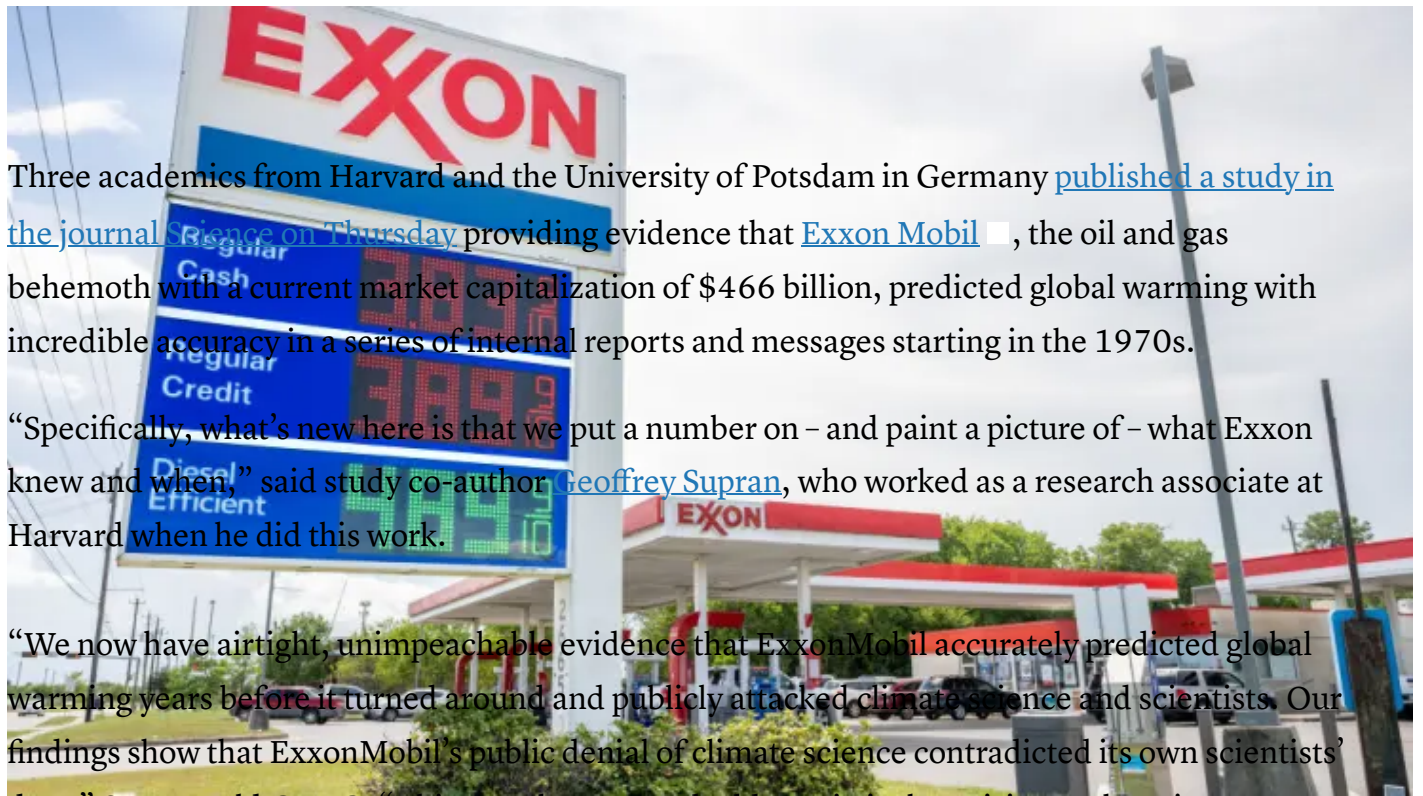 EXXON
Three academics from Harvard and the University of Potsdam in Germany published a study in
the journal Science on Thursday providing evidence that Exxon Mobil , the oil and gas
behemoth with a current market capitalization of $466 billion, predicted global warming with
incredible accuracy in a series of internal reports and messages starting in the 1970s.
“Specifically, what’s new here is that we put a number on – and paint a picture of – what Exxon
knew and when,” said study co-author Geoffrey Supran, who worked as a research associate at
Harvard when he did this work.
“We now have airtight, unimpeachable evidence that ExxonMobil accurately predicted global
warming years before it turned around and publicly attacked climate science and scientists. Our
findings show that ExxonMobil’s public denial of climate science contradicted its own scientists’
Regular
Cash
3.87
Regular
Credit
3.89
Diesel
Efficient
4.89
EXXON